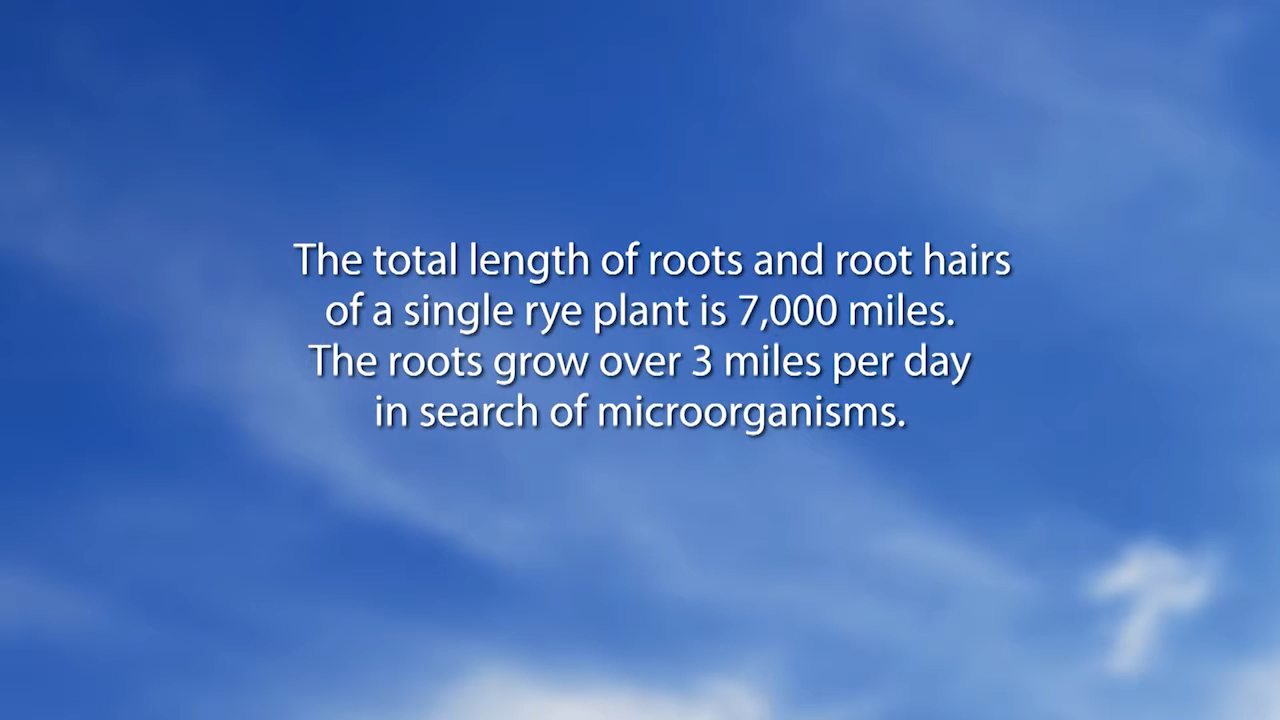 The total length of roots and root hairs
of a single rye plant is 7,000 miles.
The roots grow over 3 miles per day
in search of microorganisms.